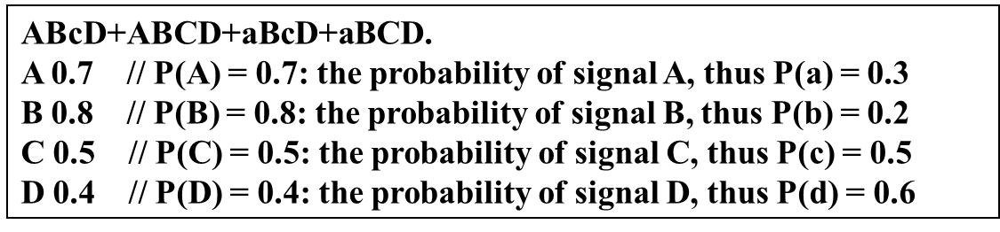 ABcD+ABCD+aBcD+aBCD.
A 0.7 // P(A) = 0.7: the probability of signal A, thus P(a) = 0.3
B 0.8 // P(B) = 0.8: the probability of signal B, thus P(b) = 0.2
C 0.5 // P(C) = 0.5: the probability of signal C, thus P(c) = 0.5
D 0.4 // P(D) = 0.4: the probability of signal D, thus P(d) = 0.6